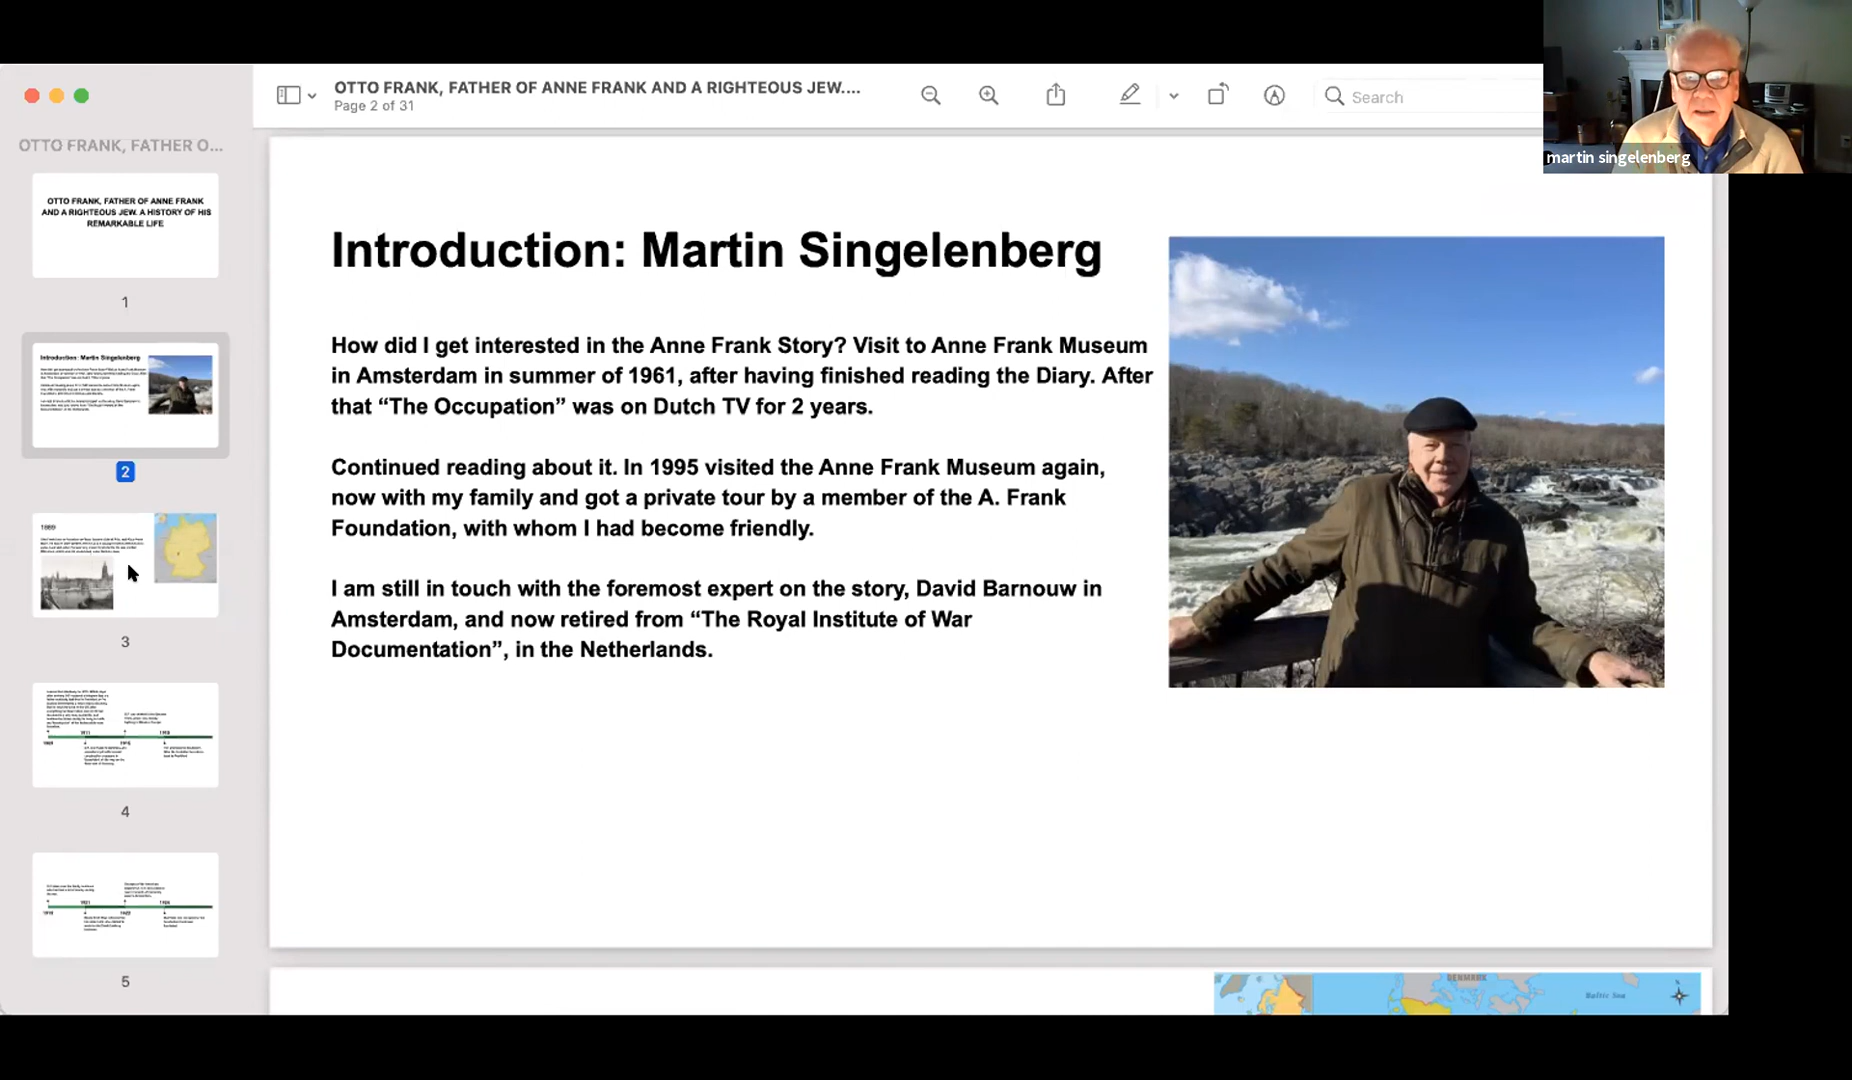 OTTO FRANK, FATHER OF ANNE FRANK AND A RIGHTEOUS JEW....
Page 2 of 31
Search
martin singelenberg
OTTO FRANK, FATHER O...
OTTO FRANK, FATHER OF ANNE FRANK
AND A RIGHTEOUS JEW. A HISTORY OF HIS
REMARKABLE LIFE
1
Introduction: Martin Singelenberg
2
1889
3
4
5
Introduction: Martin Singelenberg
How did I get interested in the Anne Frank Story? Visit to Anne Frank Museum
in Amsterdam in summer of 1961, after having finished reading the Diary. After
that “The Occupation” was on Dutch TV for 2 years.
Continued reading about it. In 1995 visited the Anne Frank Museum again,
now with my family and got a private tour by a member of the A. Frank
Foundation, with whom I had become friendly.
I am still in touch with the foremost expert on the story, David Barnouw in
Amsterdam, and now retired from “The Royal Institute of War
Documentation”, in the Netherlands.
DENMARK
Baltic Sea